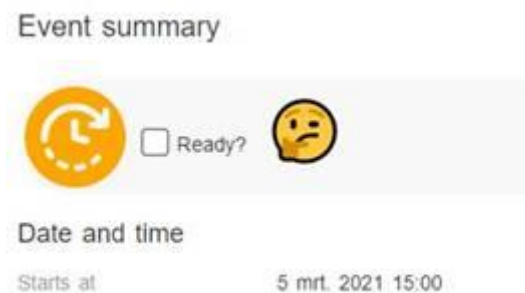 Event summary
Ready?
Date and time
Starts at 5 mrt. 2021 15:00